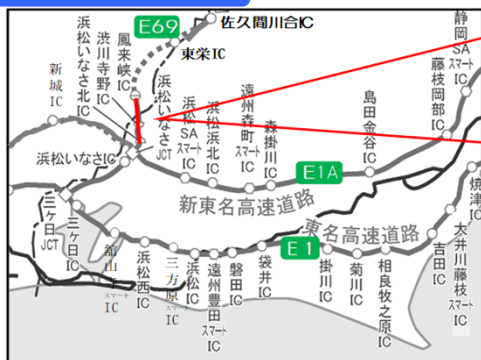 E69
佐久間川合IC
東栄IC
鳳来峡IC
渋川寺野IC
浜松いなさ北IC
新城IC
浜松いなさJCT
浜松いなさIC
浜松SAスマートIC
浜松浜北IC
遠州森町スマートIC
森掛川IC
島田金谷IC
藤枝岡部IC
静岡SAスマートIC
E1A
新東名高速道路
東名高速道路
E1
三ケ日JCT
三ケ日IC
舘山寺スマートIC
浜松西IC
三方原スマートIC
浜松IC
遠州豊田スマートIC
磐田IC
袋井IC
掛川IC
菊川IC
相良牧之原IC
吉田IC
大井川藤枝スマートIC
焼津IC